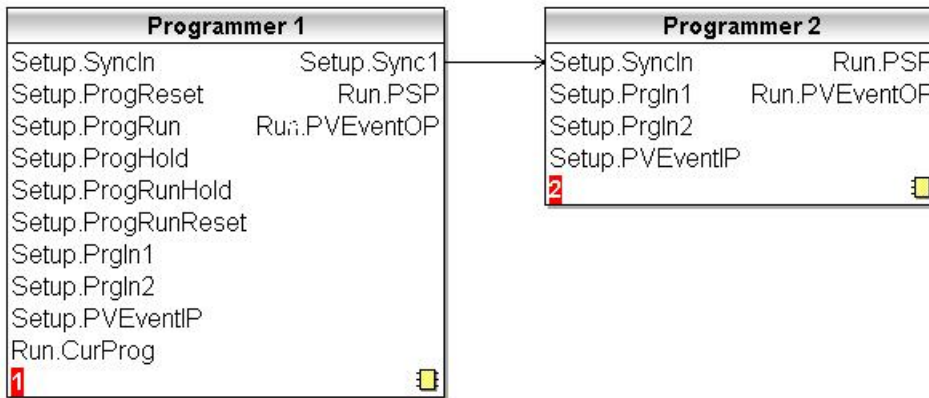 Programmer 1
Setup.SyncIn Setup.Sync1
Setup.ProgReset Run.PSP
Setup.ProgRun Run.PVEventOP
Setup.ProgHold
Setup.ProgRunHold
Setup.ProgRunReset
Setup.PrgIn1
Setup.PrgIn2
Setup.PVEventIP
Run.CurProg
1
Programmer 2
Setup.SyncIn Run.PSP
Setup.PrgIn1 Run.PVEventOP
Setup.PrgIn2
Setup.PVEventIP
2